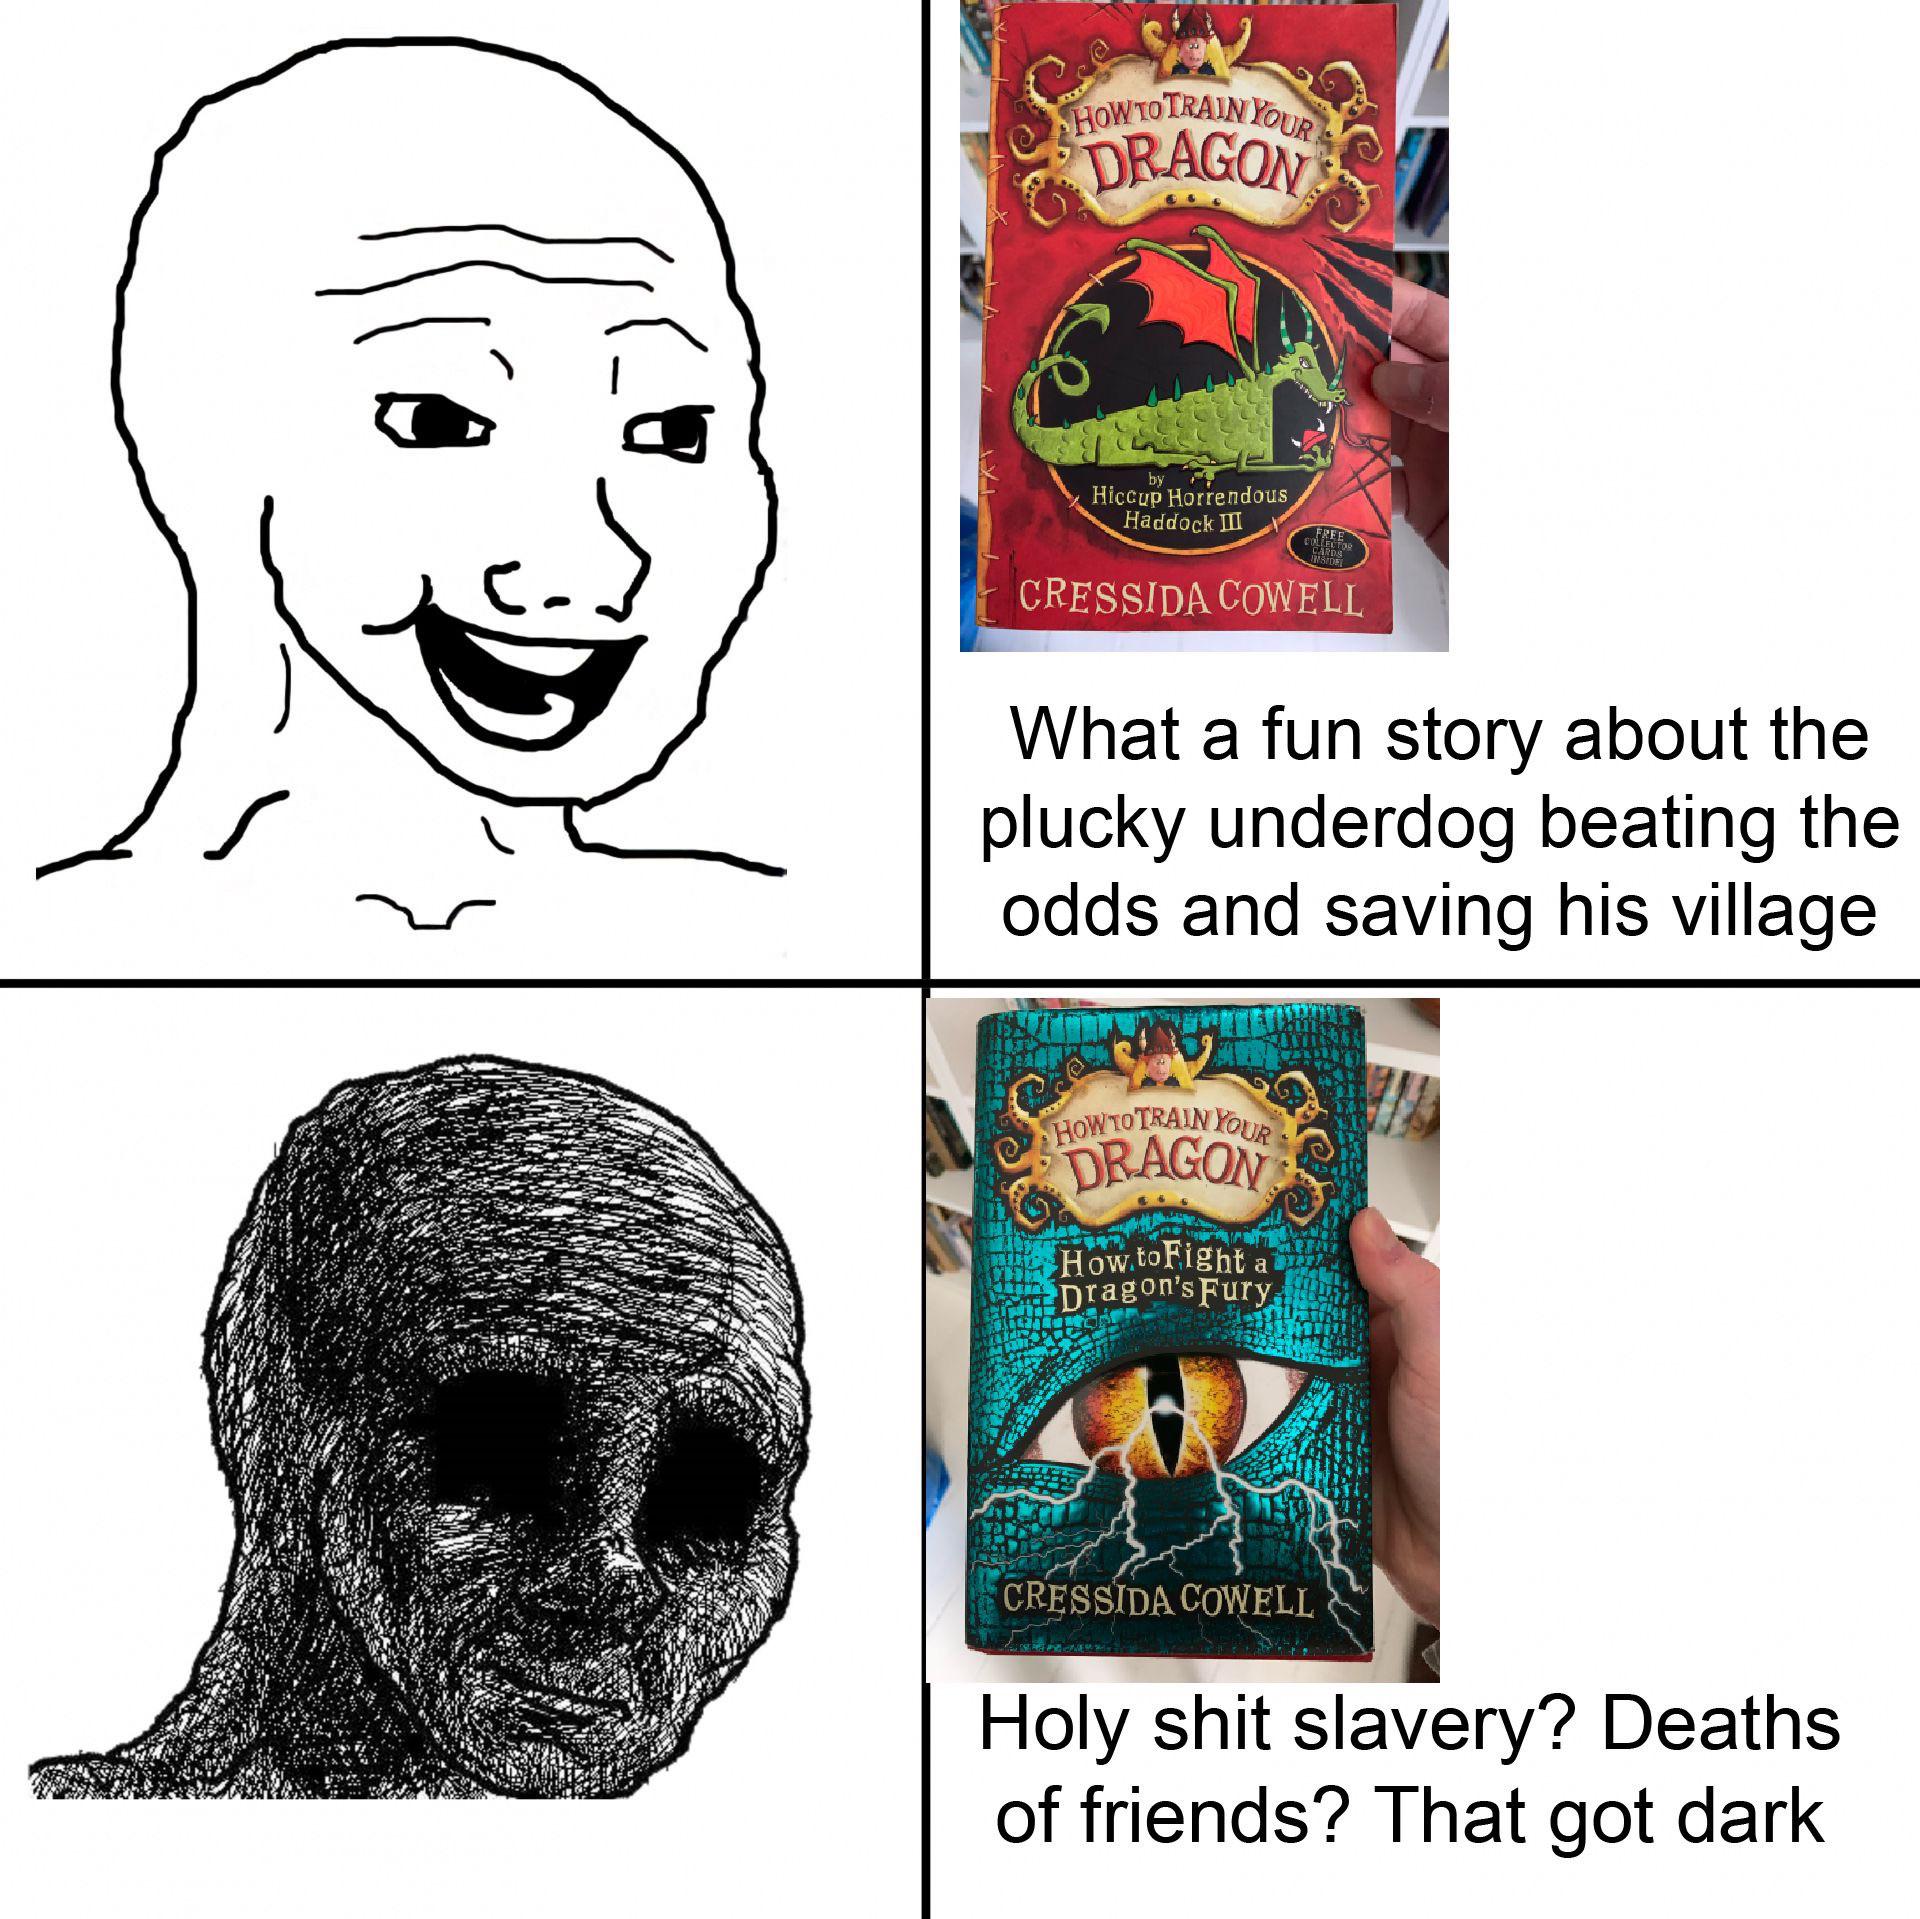 HOW TO TRAIN YOUR
DRAGON
by
Hiccup Horrendous
Haddock III
FREE
COLLECTOR
CARDS
INSIDE!
CRESSIDA COWELL
What a fun story about the
plucky underdog beating the
odds and saving his village
HOW TO TRAIN YOUR
DRAGON
How to Fight a
Dragon's Fury
CRESSIDA COWELL
Holy shit slavery? Deaths
of friends? That got dark